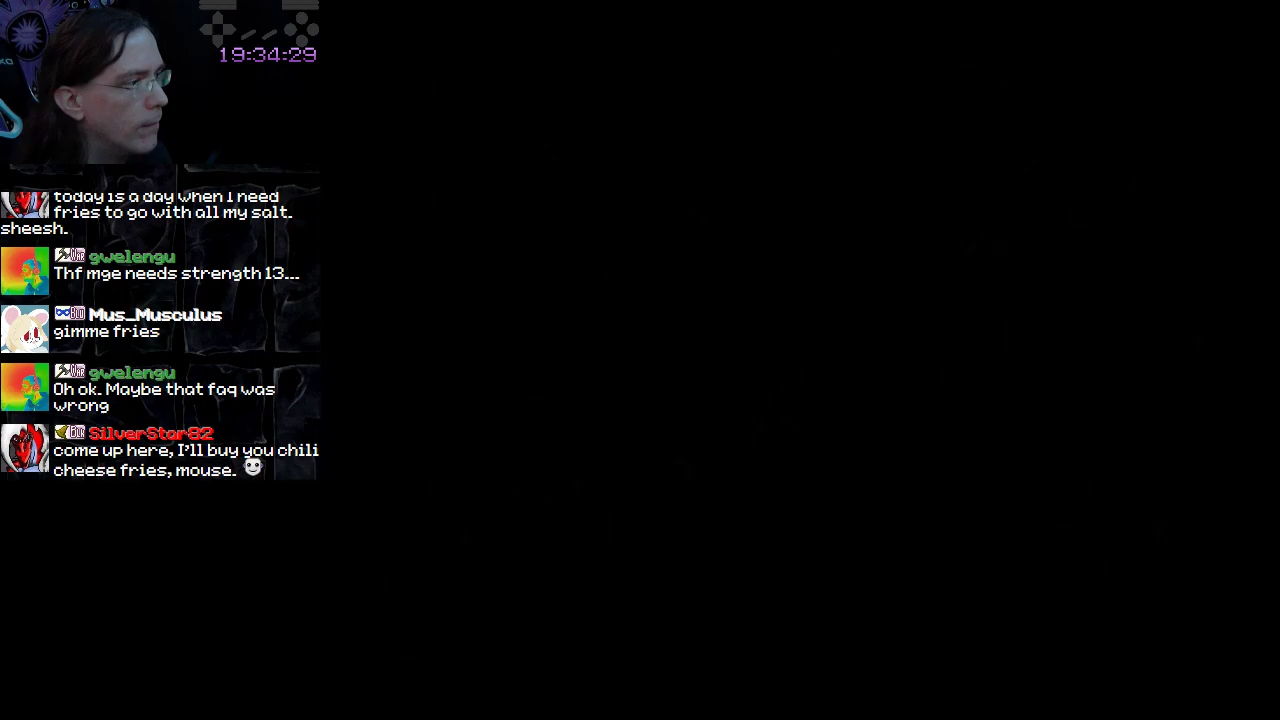 19:34:29
today is a day when I need
fries to go with all my salt.
sheesh.
gwelengu
Thf mge needs strength 13...
Mus_Musculus
gimme fries
gwelengu
Oh ok. Maybe that faq was
wrong
SilverStar82
come up here, I'll buy you chili
cheese fries, mouse.